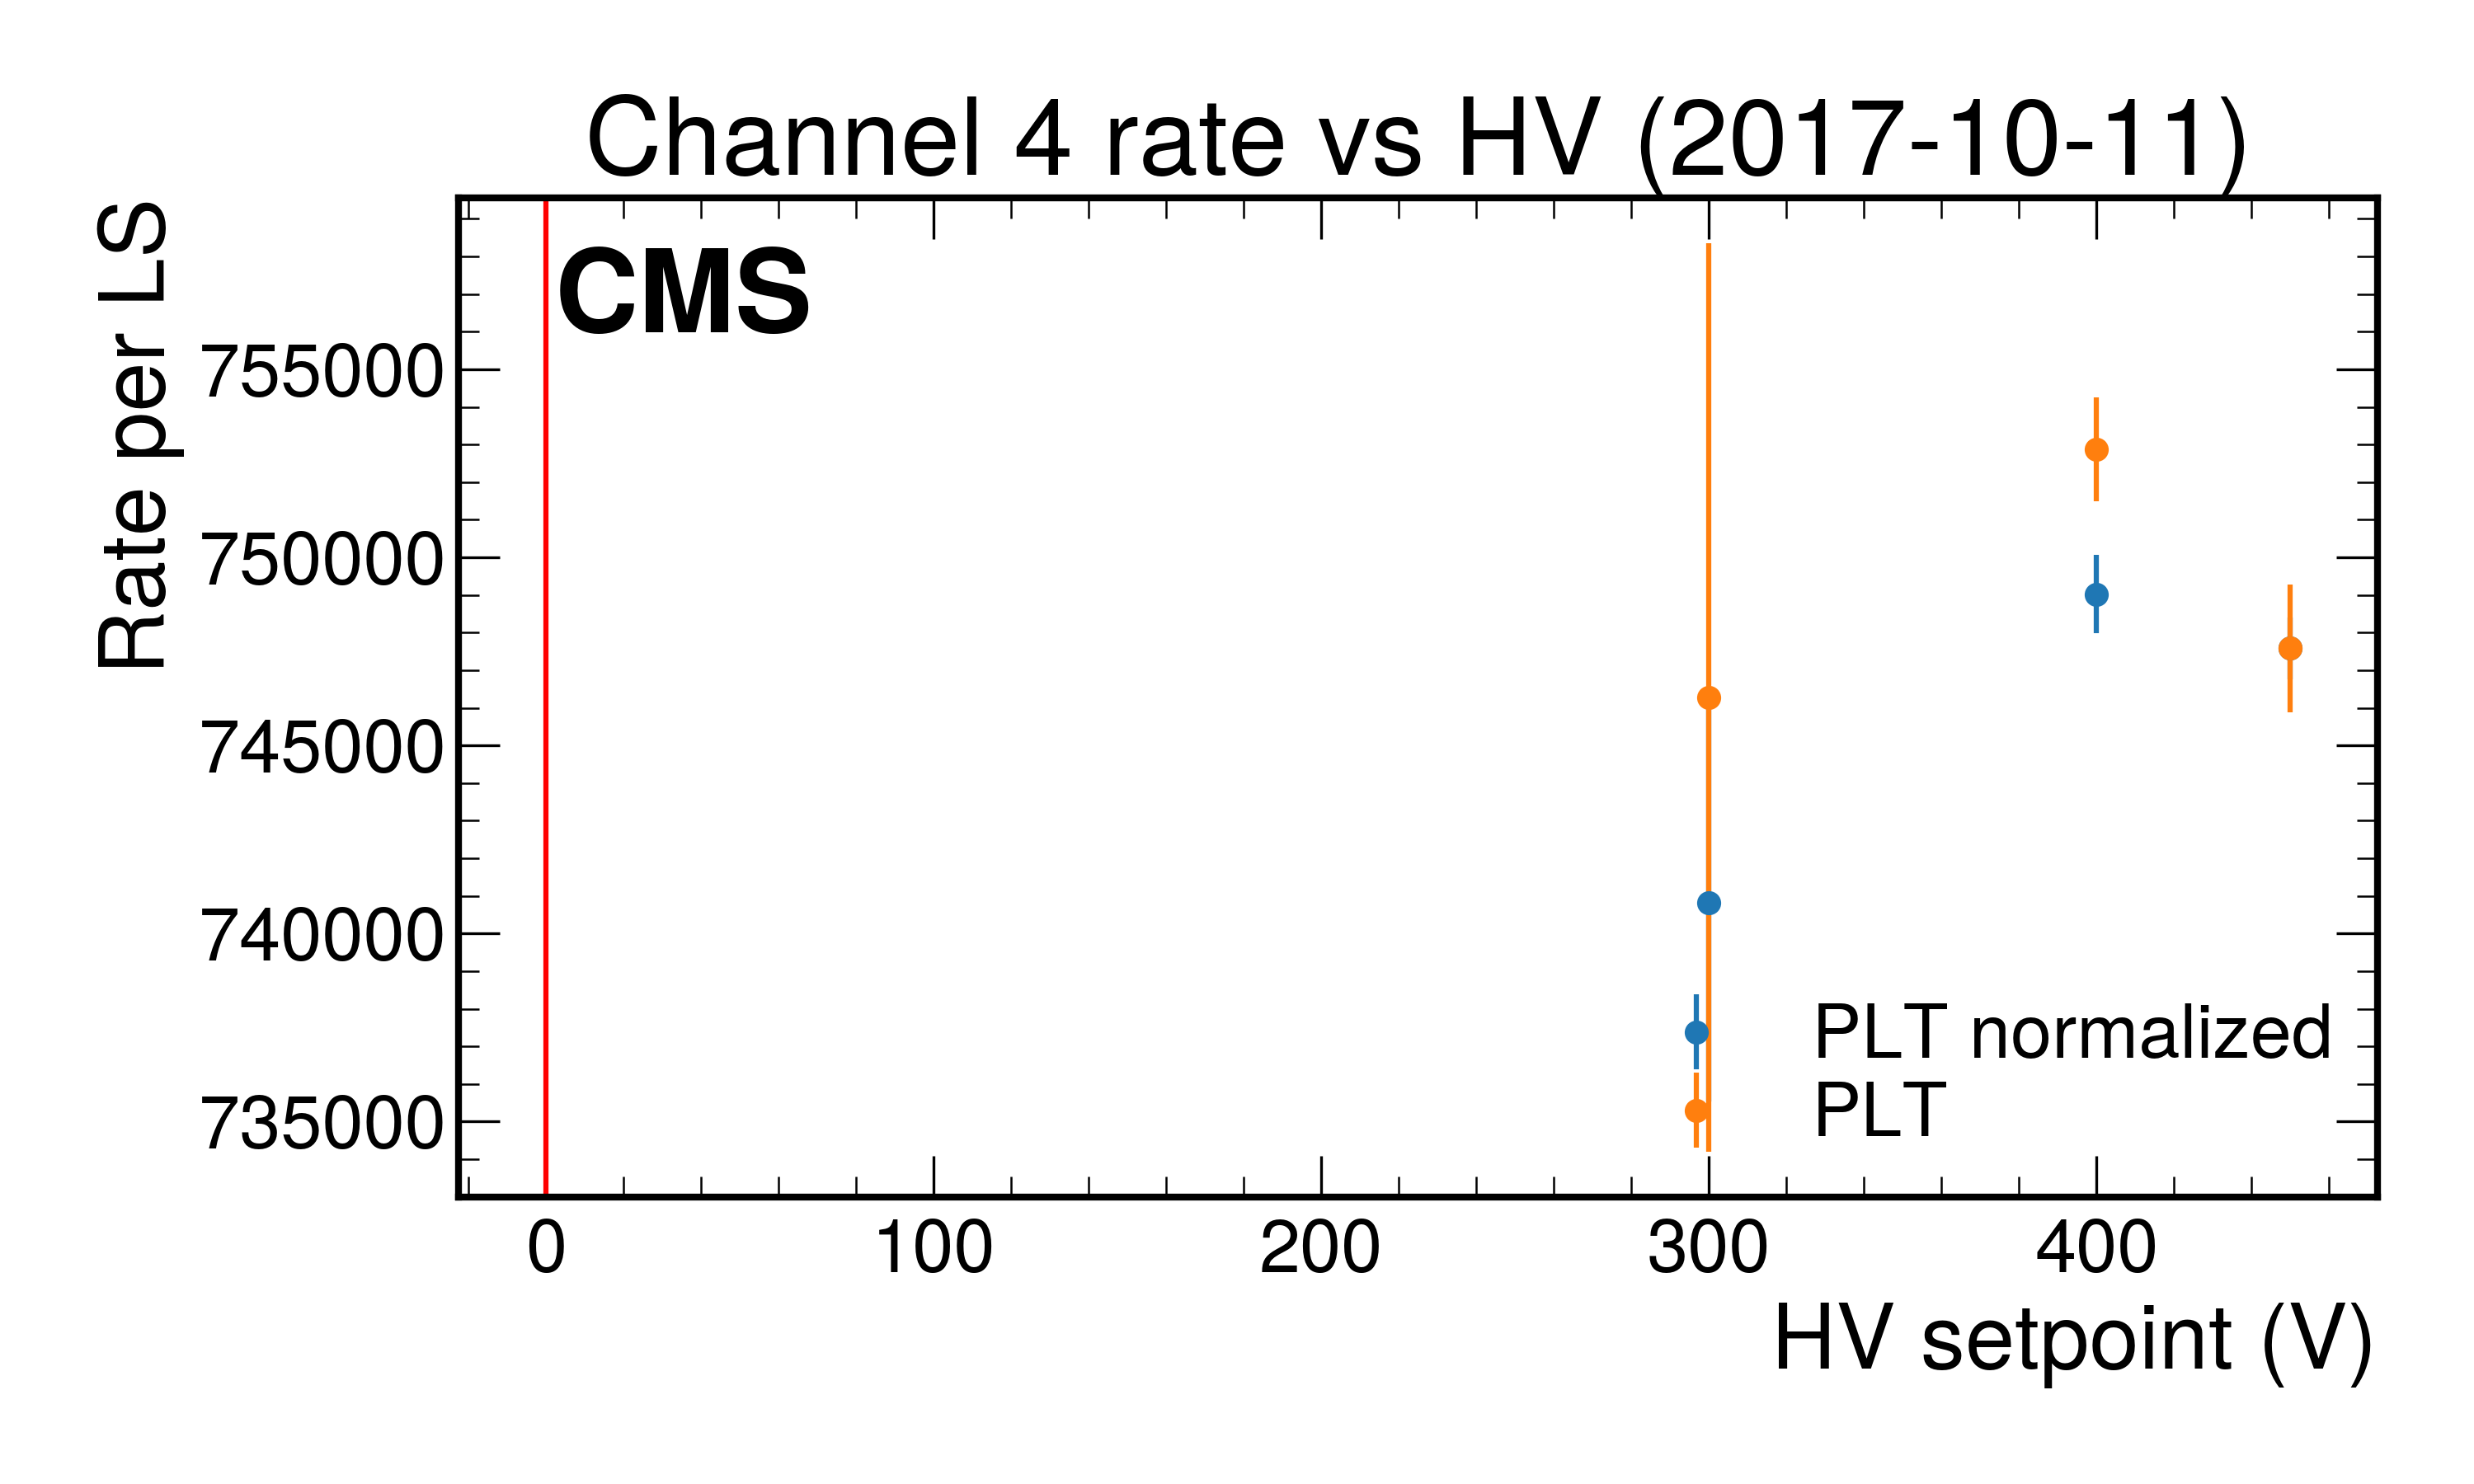 Channel 4 rate vs HV (2017-10-11)
Rate per LS
CMS
755000
750000
745000
740000
735000
PLT normalized
PLT
0 100 200 300 400
HV setpoint (V)